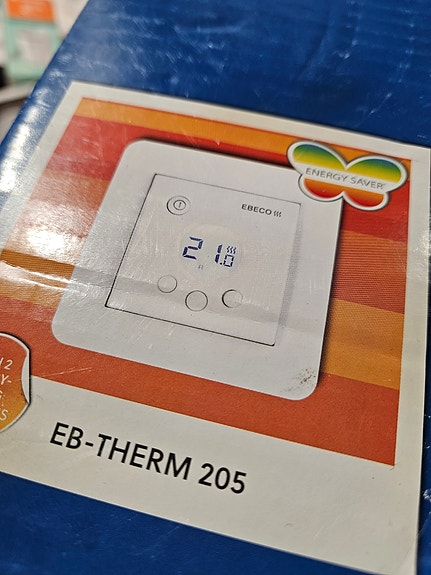 ENERGY SAVER
EBECO
21.0
EB-THERM 205